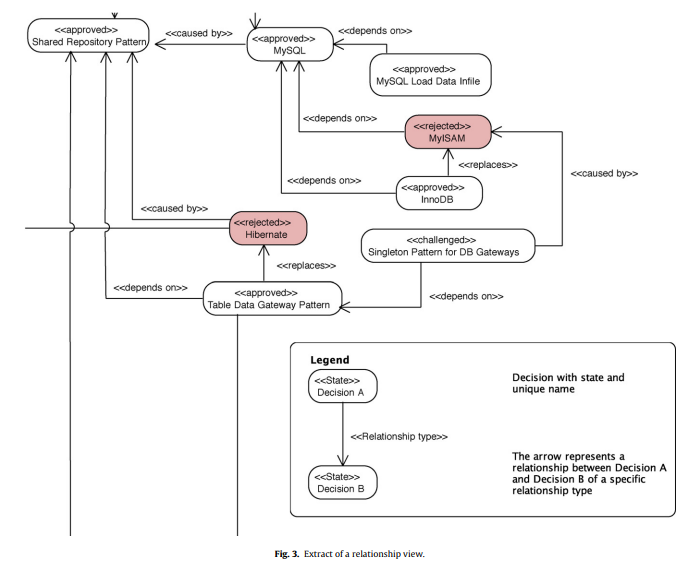 <<approved>>
Shared Repository Pattern
<<caused by>>
<<approved>>
MySQL
<<depends on>>
<<approved>>
MySQL Load Data Infile
<<depends on>>
<<rejected>>
MyISAM
<<replaces>>
<<depends on>>
<<approved>>
InnoDB
<<caused by>>
<<caused by>>
<<rejected>>
Hibernate
<<challenged>>
Singleton Pattern for DB Gateways
<<replaces>>
<<depends on>>
<<approved>>
Table Data Gateway Pattern
<<depends on>>
Legend
<<State>>
Decision A
Decision with state and
unique name
<<Relationship type>>
<<State>>
Decision B
The arrow represents a
relationship between Decision A
and Decision B of a specific
relationship type
Fig. 3. Extract of a relationship view.